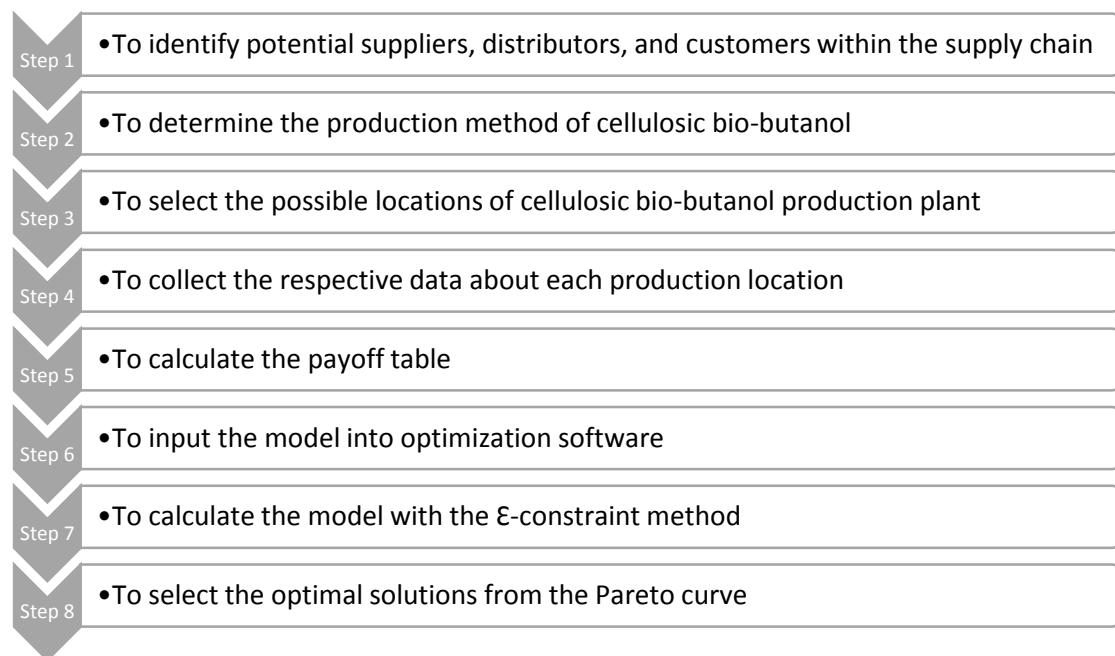 Step 1
•To identify potential suppliers, distributors, and customers within the supply chain
Step 2
•To determine the production method of cellulosic bio-butanol
Step 3
•To select the possible locations of cellulosic bio-butanol production plant
Step 4
•To collect the respective data about each production location
Step 5
•To calculate the payoff table
Step 6
•To input the model into optimization software
Step 7
•To calculate the model with the Ɛ-constraint method
Step 8
•To select the optimal solutions from the Pareto curve